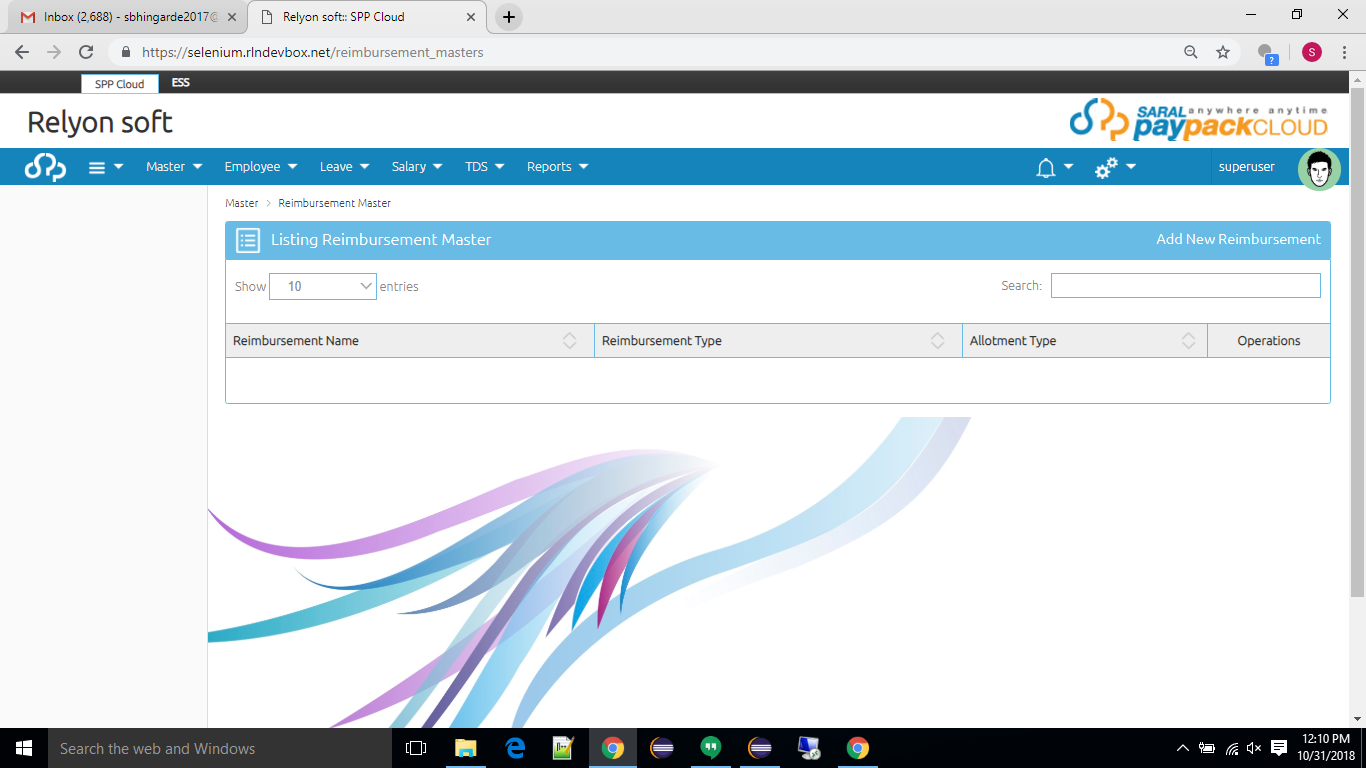 Inbox (2,688) - sbhingarde2017@
Relyon soft:: SPP Cloud
https://selenium.rlndevbox.net/reimbursement_masters
S
?
SPP Cloud ESS
Relyon soft
SARAL anywhere anytime
paypackCLOUD
Master Employee Leave Salary TDS Reports superuser
Master > Reimbursement Master
Listing Reimbursement Master Add New Reimbursement
Show 10 entries Search:
Reimbursement Name Reimbursement Type Allotment Type Operations
Search the web and Windows
12:10 PM
10/31/2018